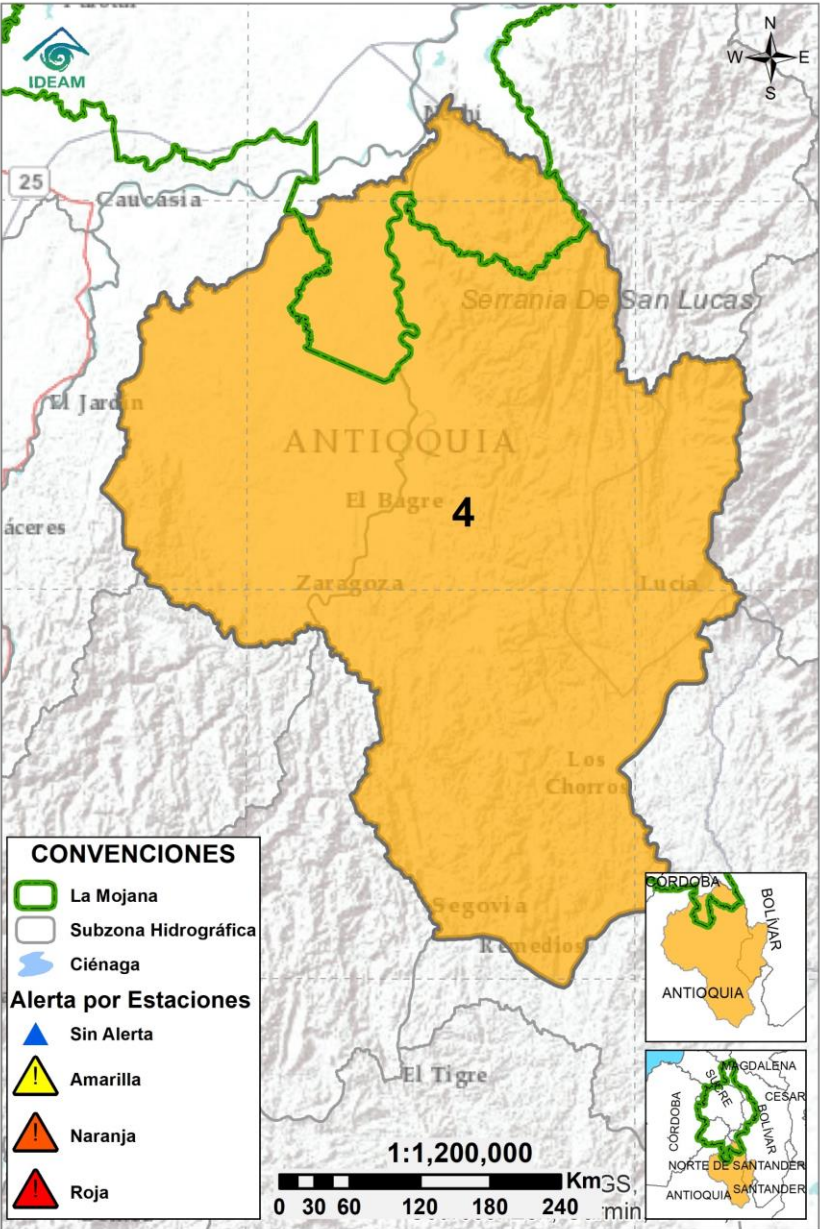 IDEAM
N
W E
S
25
Caucasia
Serrania De San Lucas
El Jardin
ANTIOQUIA
El Bagre
4
Zaragoza
Lucia
Los
Chorros
Segovia
Remedios
El Tigre
CONVENCIONES
La Mojana
Subzona Hidrográfica
Ciénaga
Alerta por Estaciones
Sin Alerta
! Amarilla
! Naranja
! Roja
1:1,200,000
Km
0 30 60 120 180 240
CÓRDOBA
BOLÍVAR
ANTIOQUIA
MAGDALENA
SUCRE
CESAR
CÓRDOBA
BOLÍVAR
NORTE DE SANTANDER
SANTANDER
ANTIOQUIA